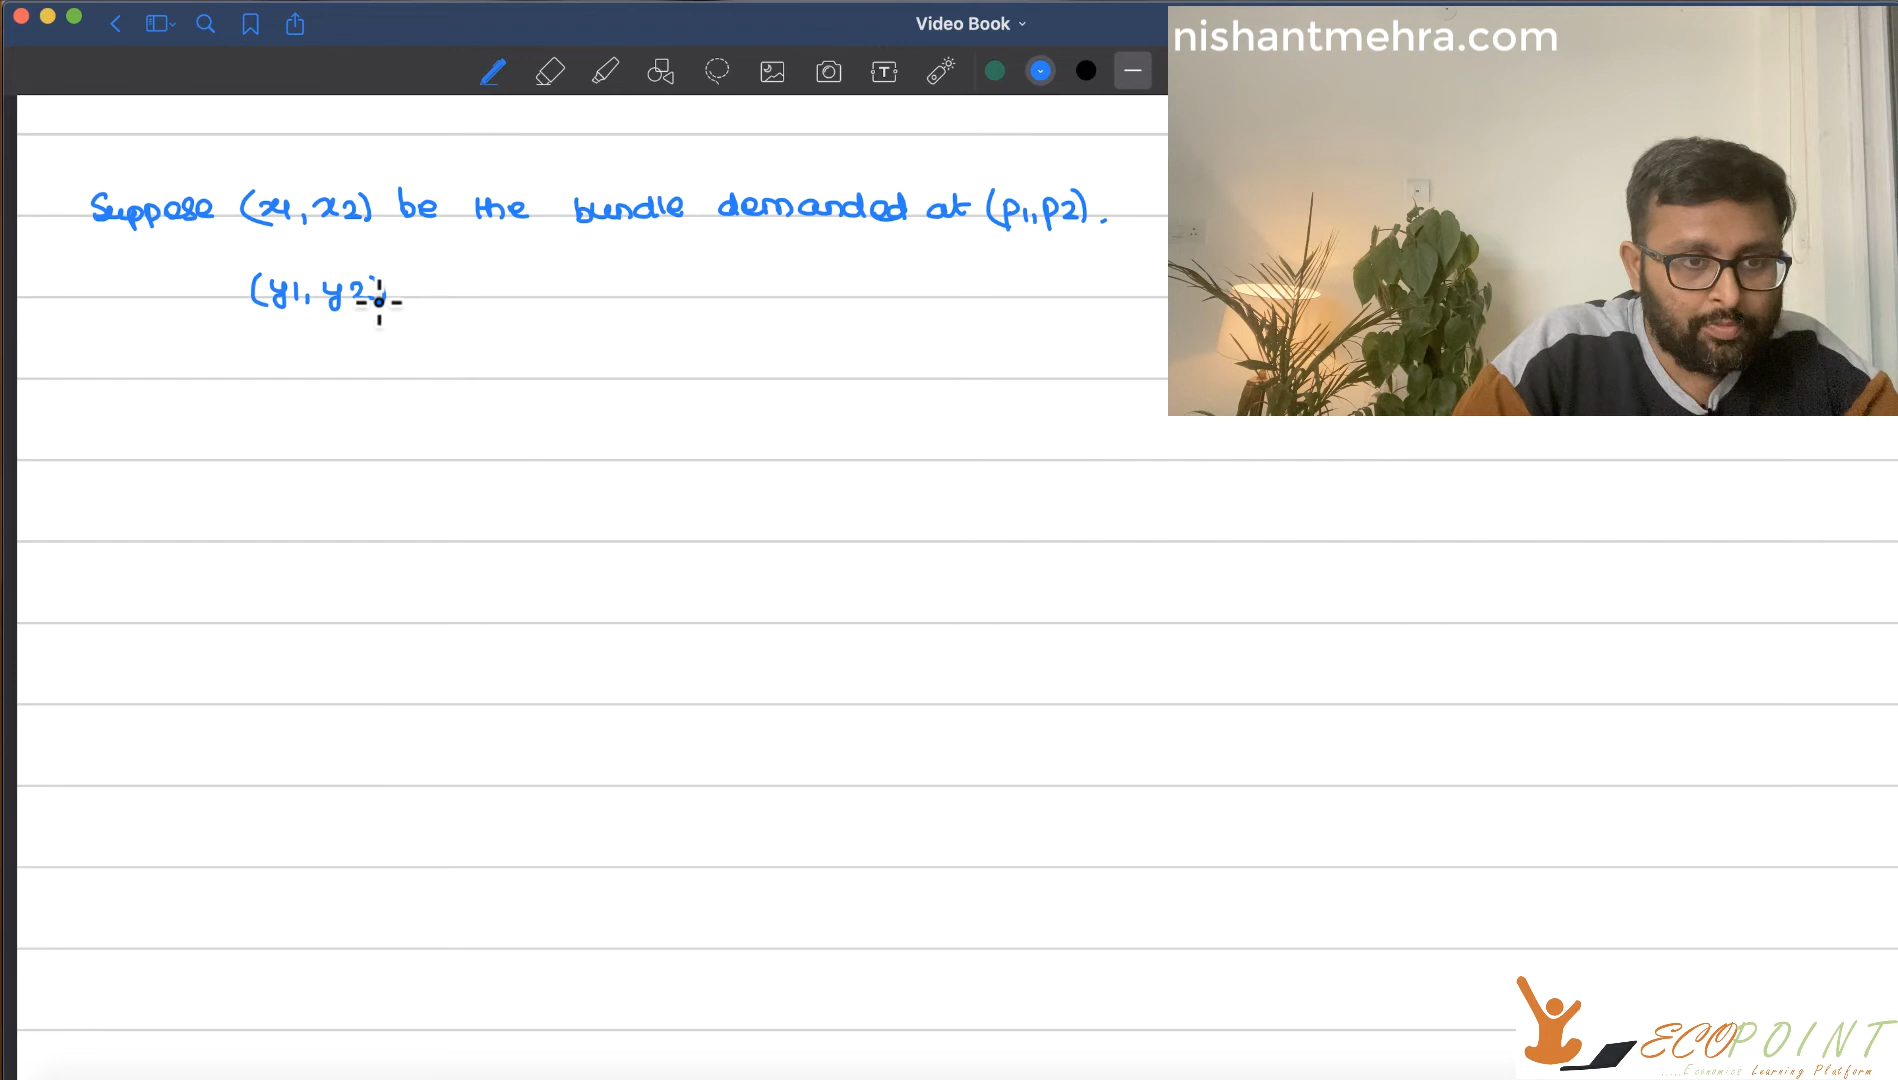 Video Book
nishantmehra.com
Suppose (x1, x2) be the bundle demanded at (p1, p2).
(y1, y2)
ECOPOINT
.....Economics Learning Platform